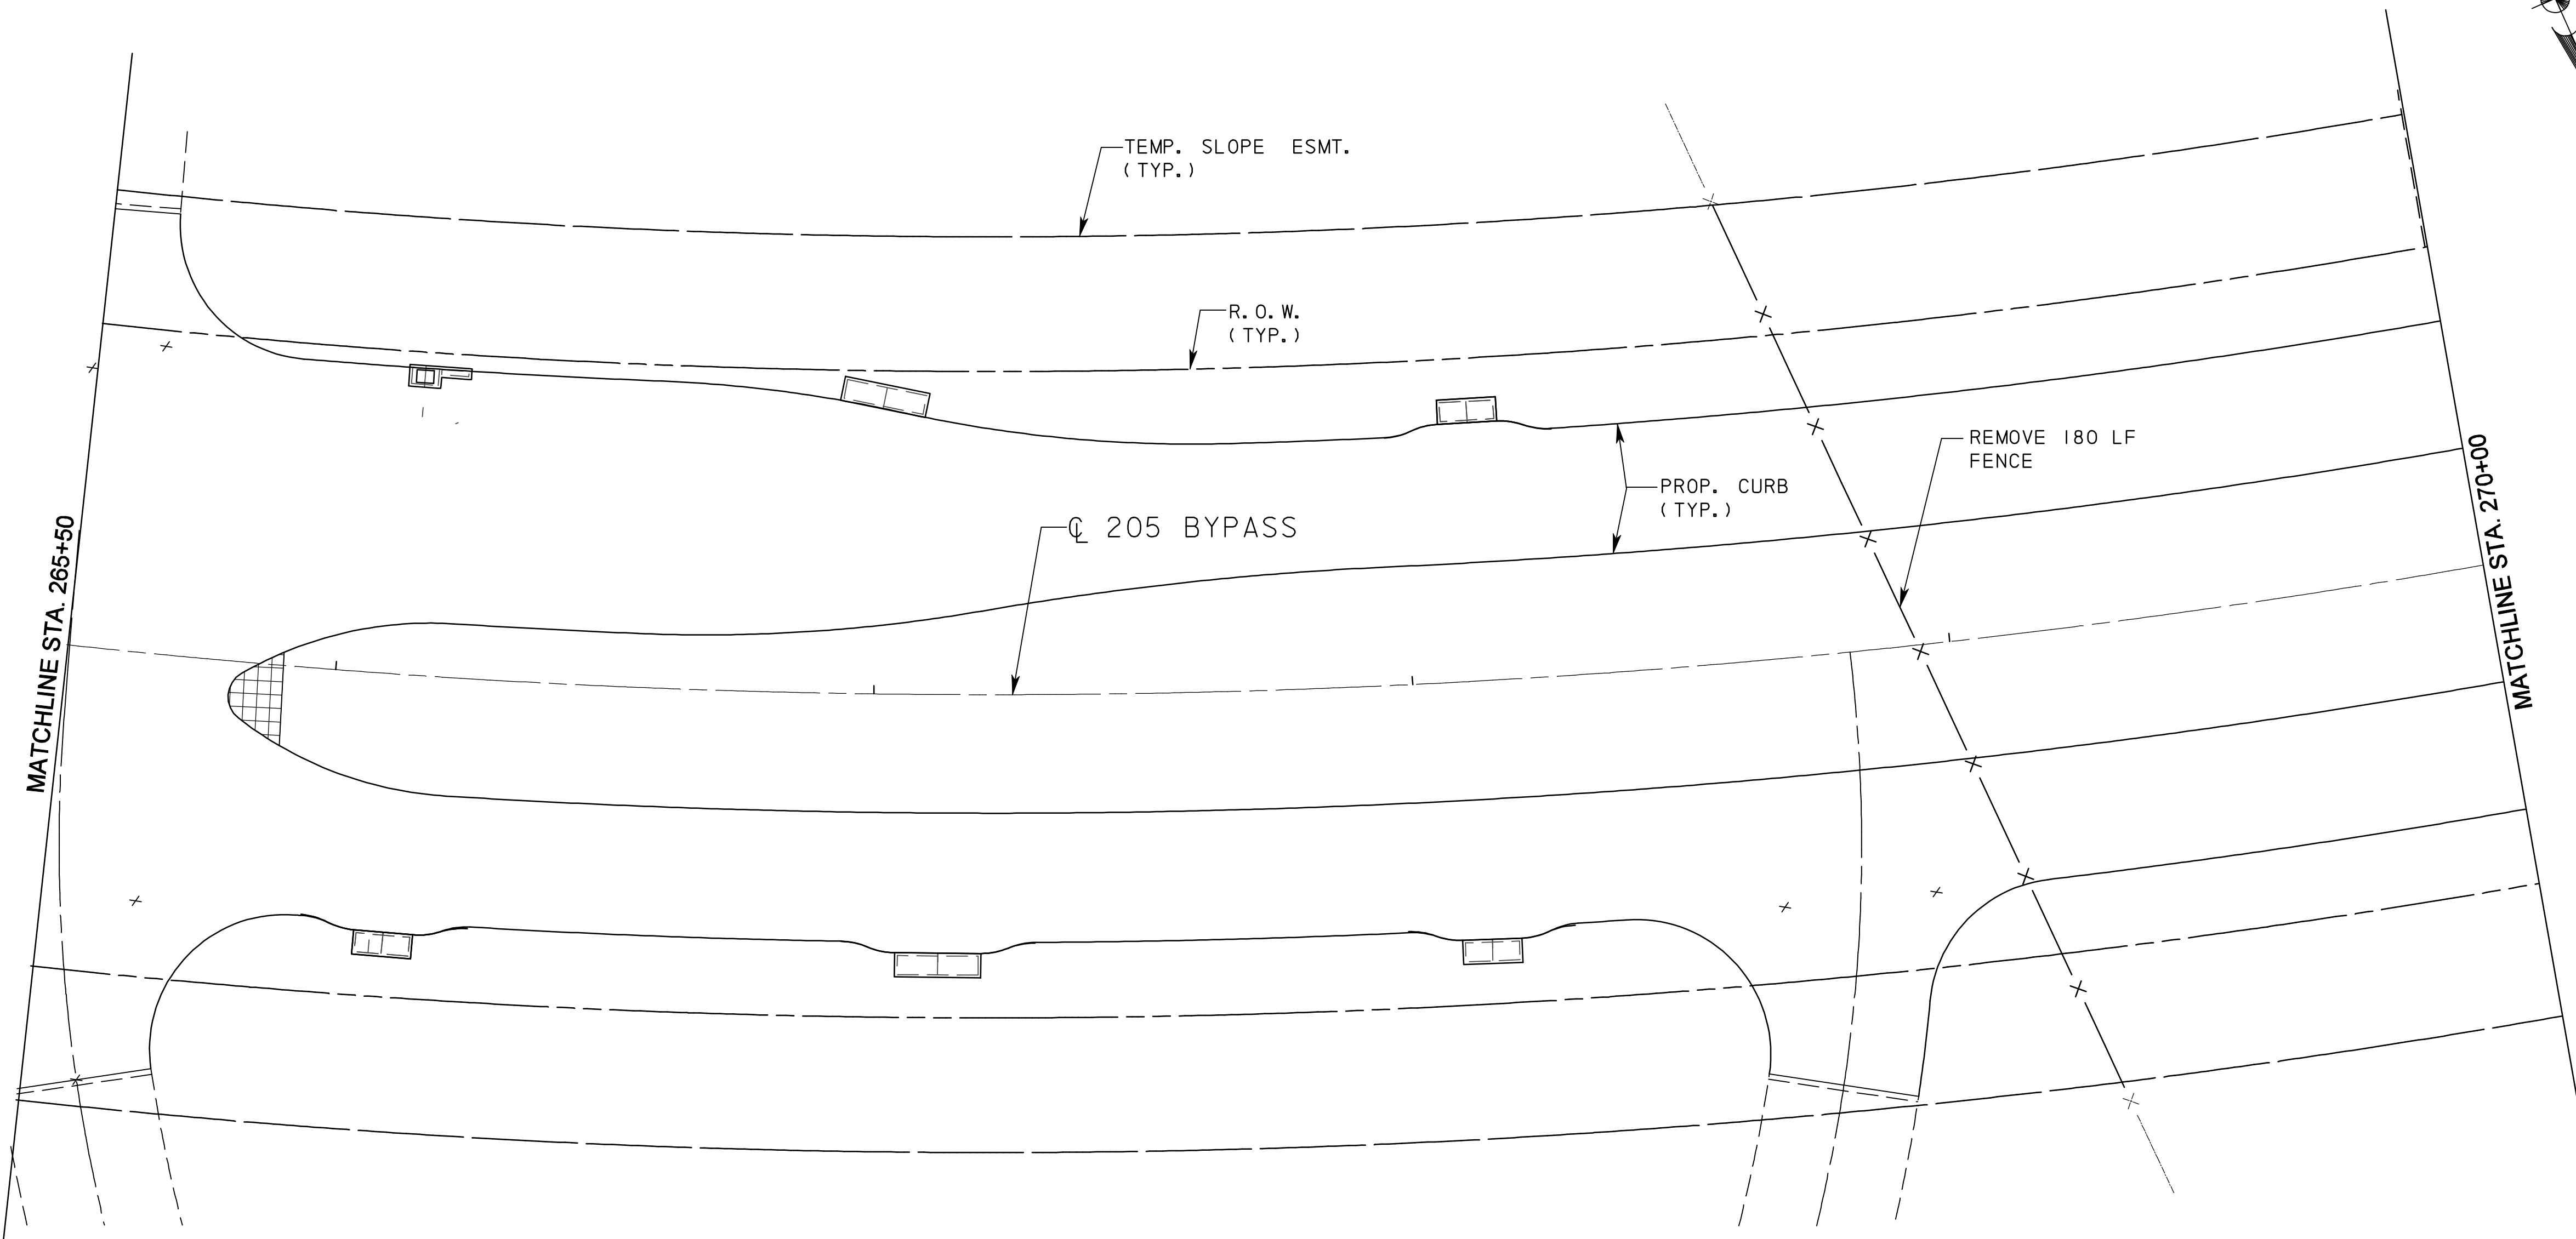 TEMP. SLOPE ESMT.
(TYP.)
R.O.W.
(TYP.)
REMOVE 180 LF
FENCE
PROP. CURB
(TYP.)
℄ 205 BYPASS
MATCHLINE STA. 265+50
MATCHLINE STA. 270+00